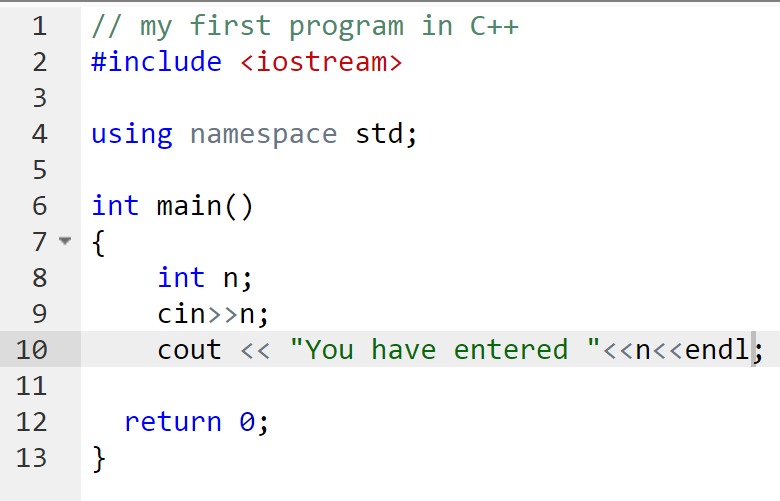 1 // my first program in C++
2 #include <iostream>
3
4 using namespace std;
5
6 int main()
7 {
8     int n;
9     cin>>n;
10     cout << "You have entered "<<n<<endl;
11
12   return 0;
13 }